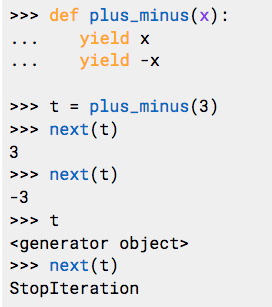 >>> def plus_minus(x):
...    yield x
...    yield -x
>>> t = plus_minus(3)
>>> next(t)
3
>>> next(t)
-3
>>> t
<generator object>
>>> next(t)
StopIteration